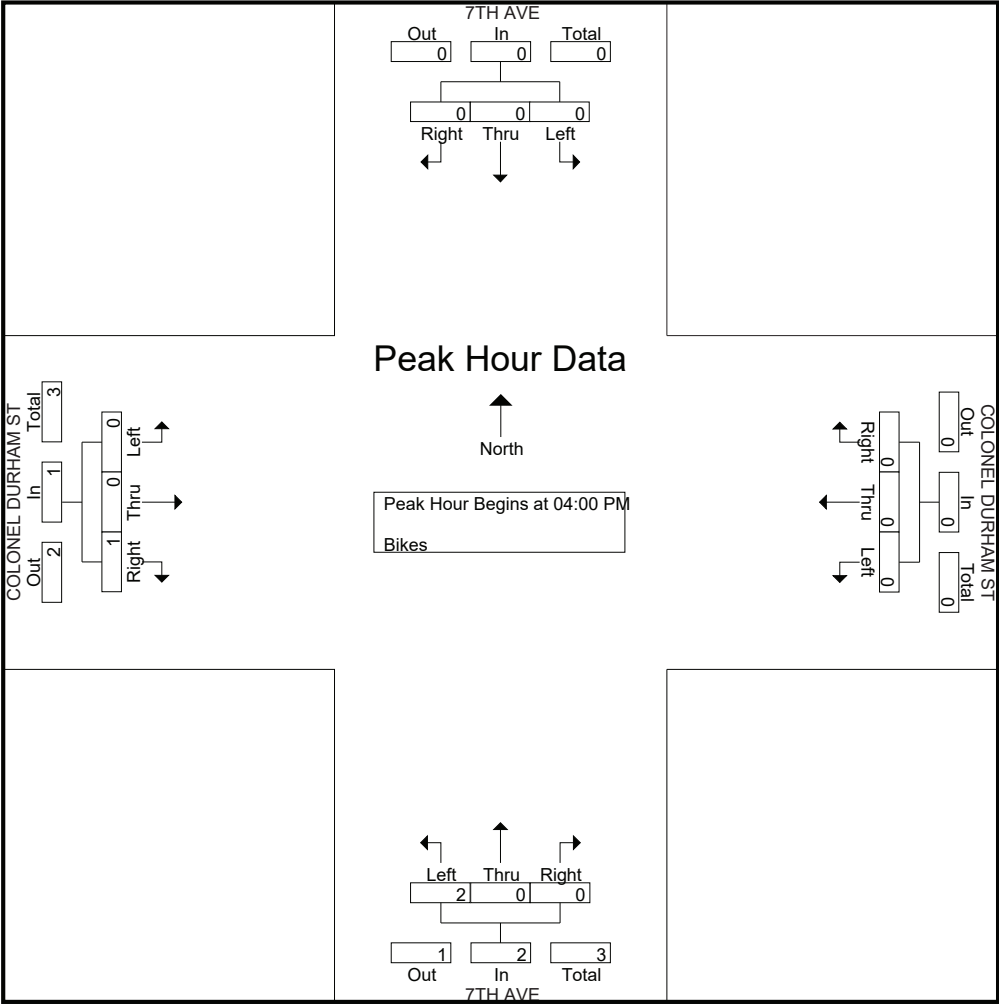 7TH AVE
Out In Total
0 0 0
0 0 0
Right Thru Left
Peak Hour Data
North
Peak Hour Begins at 04:00 PM
Bikes
COLONEL DURHAM ST
Out In Total
2 1 3
Left Thru Right
0 0 1
COLONEL DURHAM ST
Out In Total
0 0 0
Right Thru Left
0 0 0
Left Thru Right
2 0 0
1 2 3
Out In Total
7TH AVE